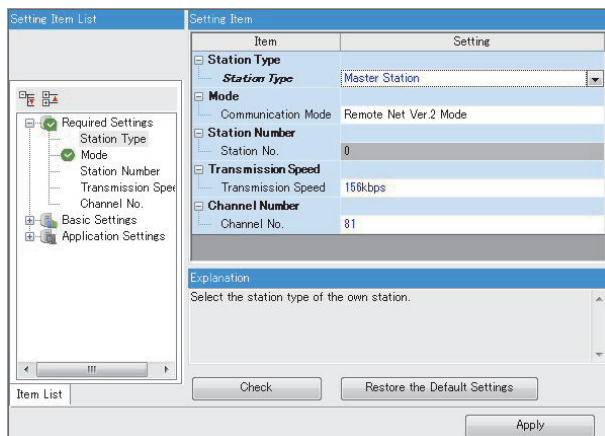 Setting Item List
Required Settings
Station Type
Mode
Station Number
Transmission Spee
Channel No.
Basic Settings
Application Settings
Item List
Setting Item
Item Setting
Station Type
Station Type Master Station
Mode
Communication Mode Remote Net Ver.2 Mode
Station Number
Station No. 0
Transmission Speed
Transmission Speed 156kbps
Channel Number
Channel No. 81
Explanation
Select the station type of the own station.
Check Restore the Default Settings
Apply